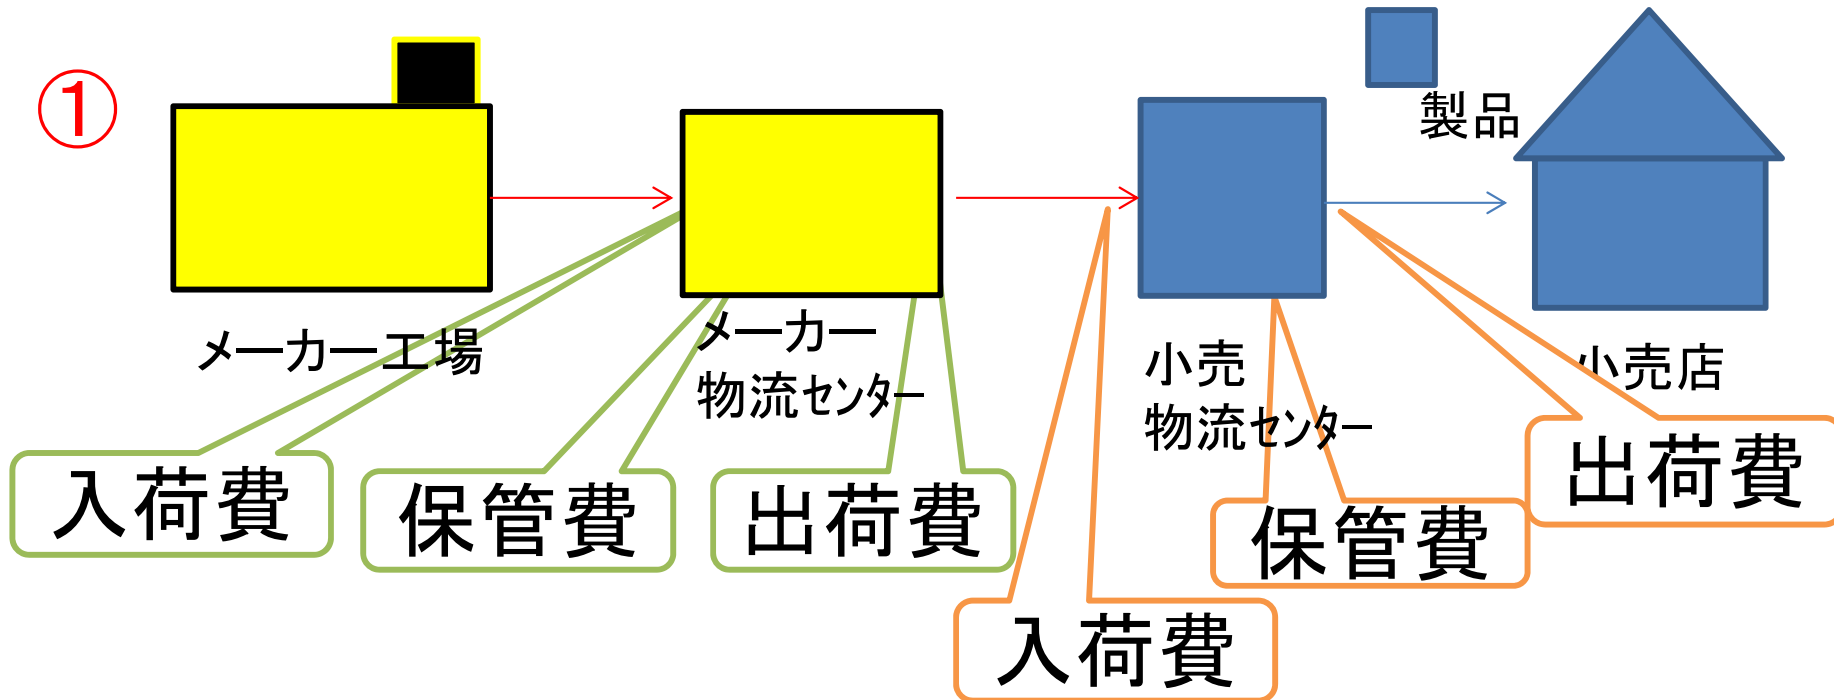 ①
製品
メーカー工場
メーカー
物流センター
小売
物流センター
小売店
入荷費
保管費
出荷費
入荷費
保管費
出荷費